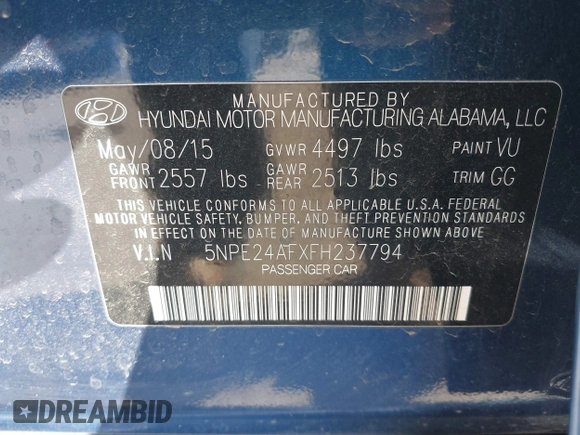 MANUFACTURED BY
HYUNDAI MOTOR MANUFACTURING ALABAMA, LLC
May/08/15 GVWR 4497 lbs PAINT VU
GAWR FRONT 2557 lbs GAWR REAR 2513 lbs TRIM GG
THIS VEHICLE CONFORMS TO ALL APPLICABLE U.S.A. FEDERAL
MOTOR VEHICLE SAFETY, BUMPER, AND THEFT PREVENTION STANDARDS
IN EFFECT ON THE DATE OF MANUFACTURE SHOWN ABOVE
V.I.N 5NPE24AFXFH237794
PASSENGER CAR
DREAMBID